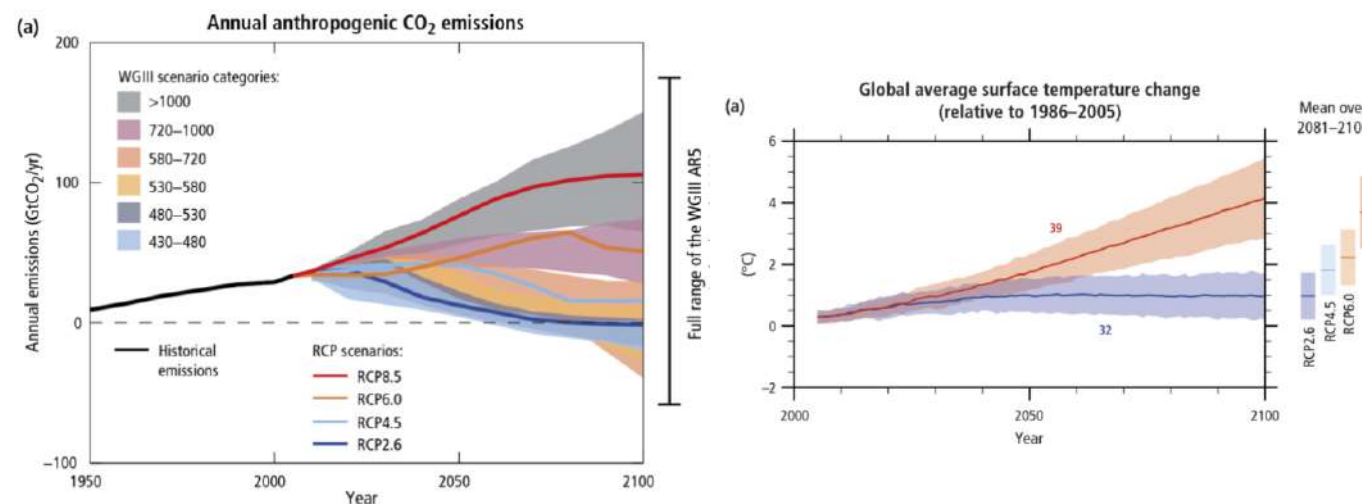 (a)
Annual anthropogenic CO2 emissions
200
100
0
−100
Annual emissions (GtCO2/yr)
WGIII scenario categories:
>1000
720−1000
580−720
530−580
480−530
430−480
Historical
emissions
RCP scenarios:
RCP8.5
RCP6.0
RCP4.5
RCP2.6
1950
2000
2050
2100
Year
Full range of the WGIII AR5
(a)
Global average surface temperature change
(relative to 1986−2005)
Mean over
2081−210
6
4
2
0
−2
(°C)
39
32
2000
2050
2100
Year
RCP2.6
RCP4.5
RCP6.0